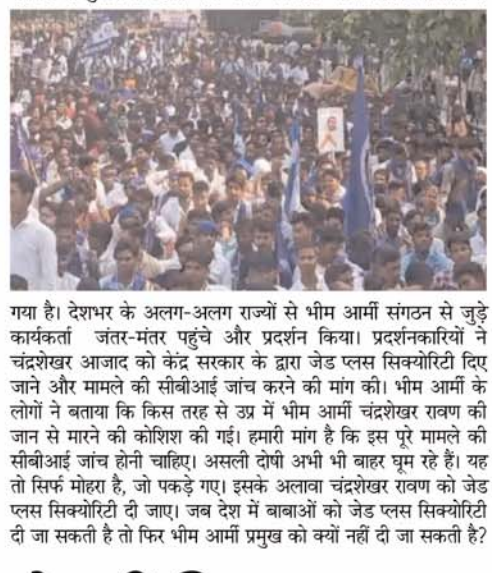 गया है। देशभर के अलग-अलग राज्यों से भीम आर्मी संगठन से जुड़े
कार्यकर्ता जंतर-मंतर पहुंचे और प्रदर्शन किया। प्रदर्शनकारियों ने
चंद्रशेखर आजाद को केंद्र सरकार के द्वारा जेड प्लस सिक्योरिटी दिए
जाने और मामले की सीबीआई जांच करने की मांग की। भीम आर्मी के
लोगों ने बताया कि किस तरह से उप्र में भीम आर्मी चंद्रशेखर रावण की
जान से मारने की कोशिश की गई। हमारी मांग है कि इस पूरे मामले की
सीबीआई जांच होनी चाहिए। असली दोषी अभी भी बाहर घूम रहे हैं। यह
तो सिर्फ मोहरा है, जो पकड़े गए। इसके अलावा चंद्रशेखर रावण को जेड
प्लस सिक्योरिटी दी जाए। जब देश में बाबाओं को जेड प्लस सिक्योरिटी
दी जा सकती है तो फिर भीम आर्मी प्रमुख को क्यों नहीं दी जा सकती है?